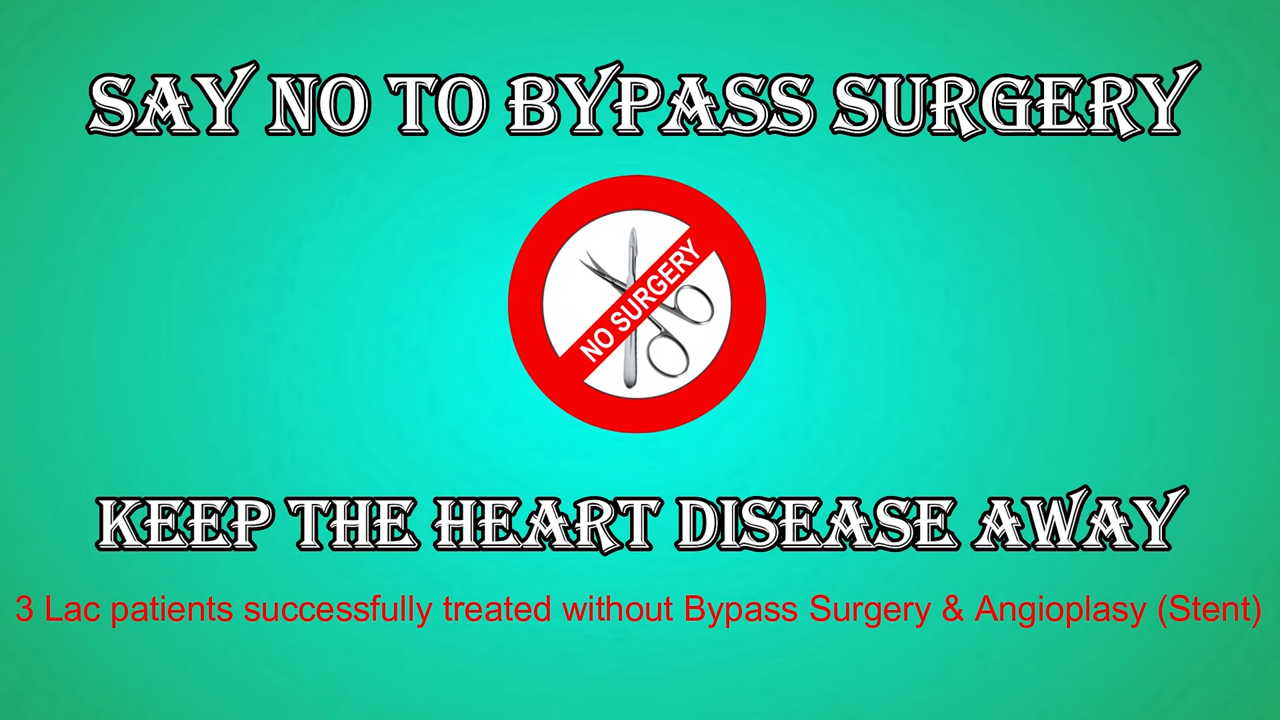 SAY NO TO BYPASS SURGERY
NO SURGERY
KEEP THE HEART DISEASE AWAY
3 Lac patients successfully treated without Bypass Surgery & Angioplasy (Stent)